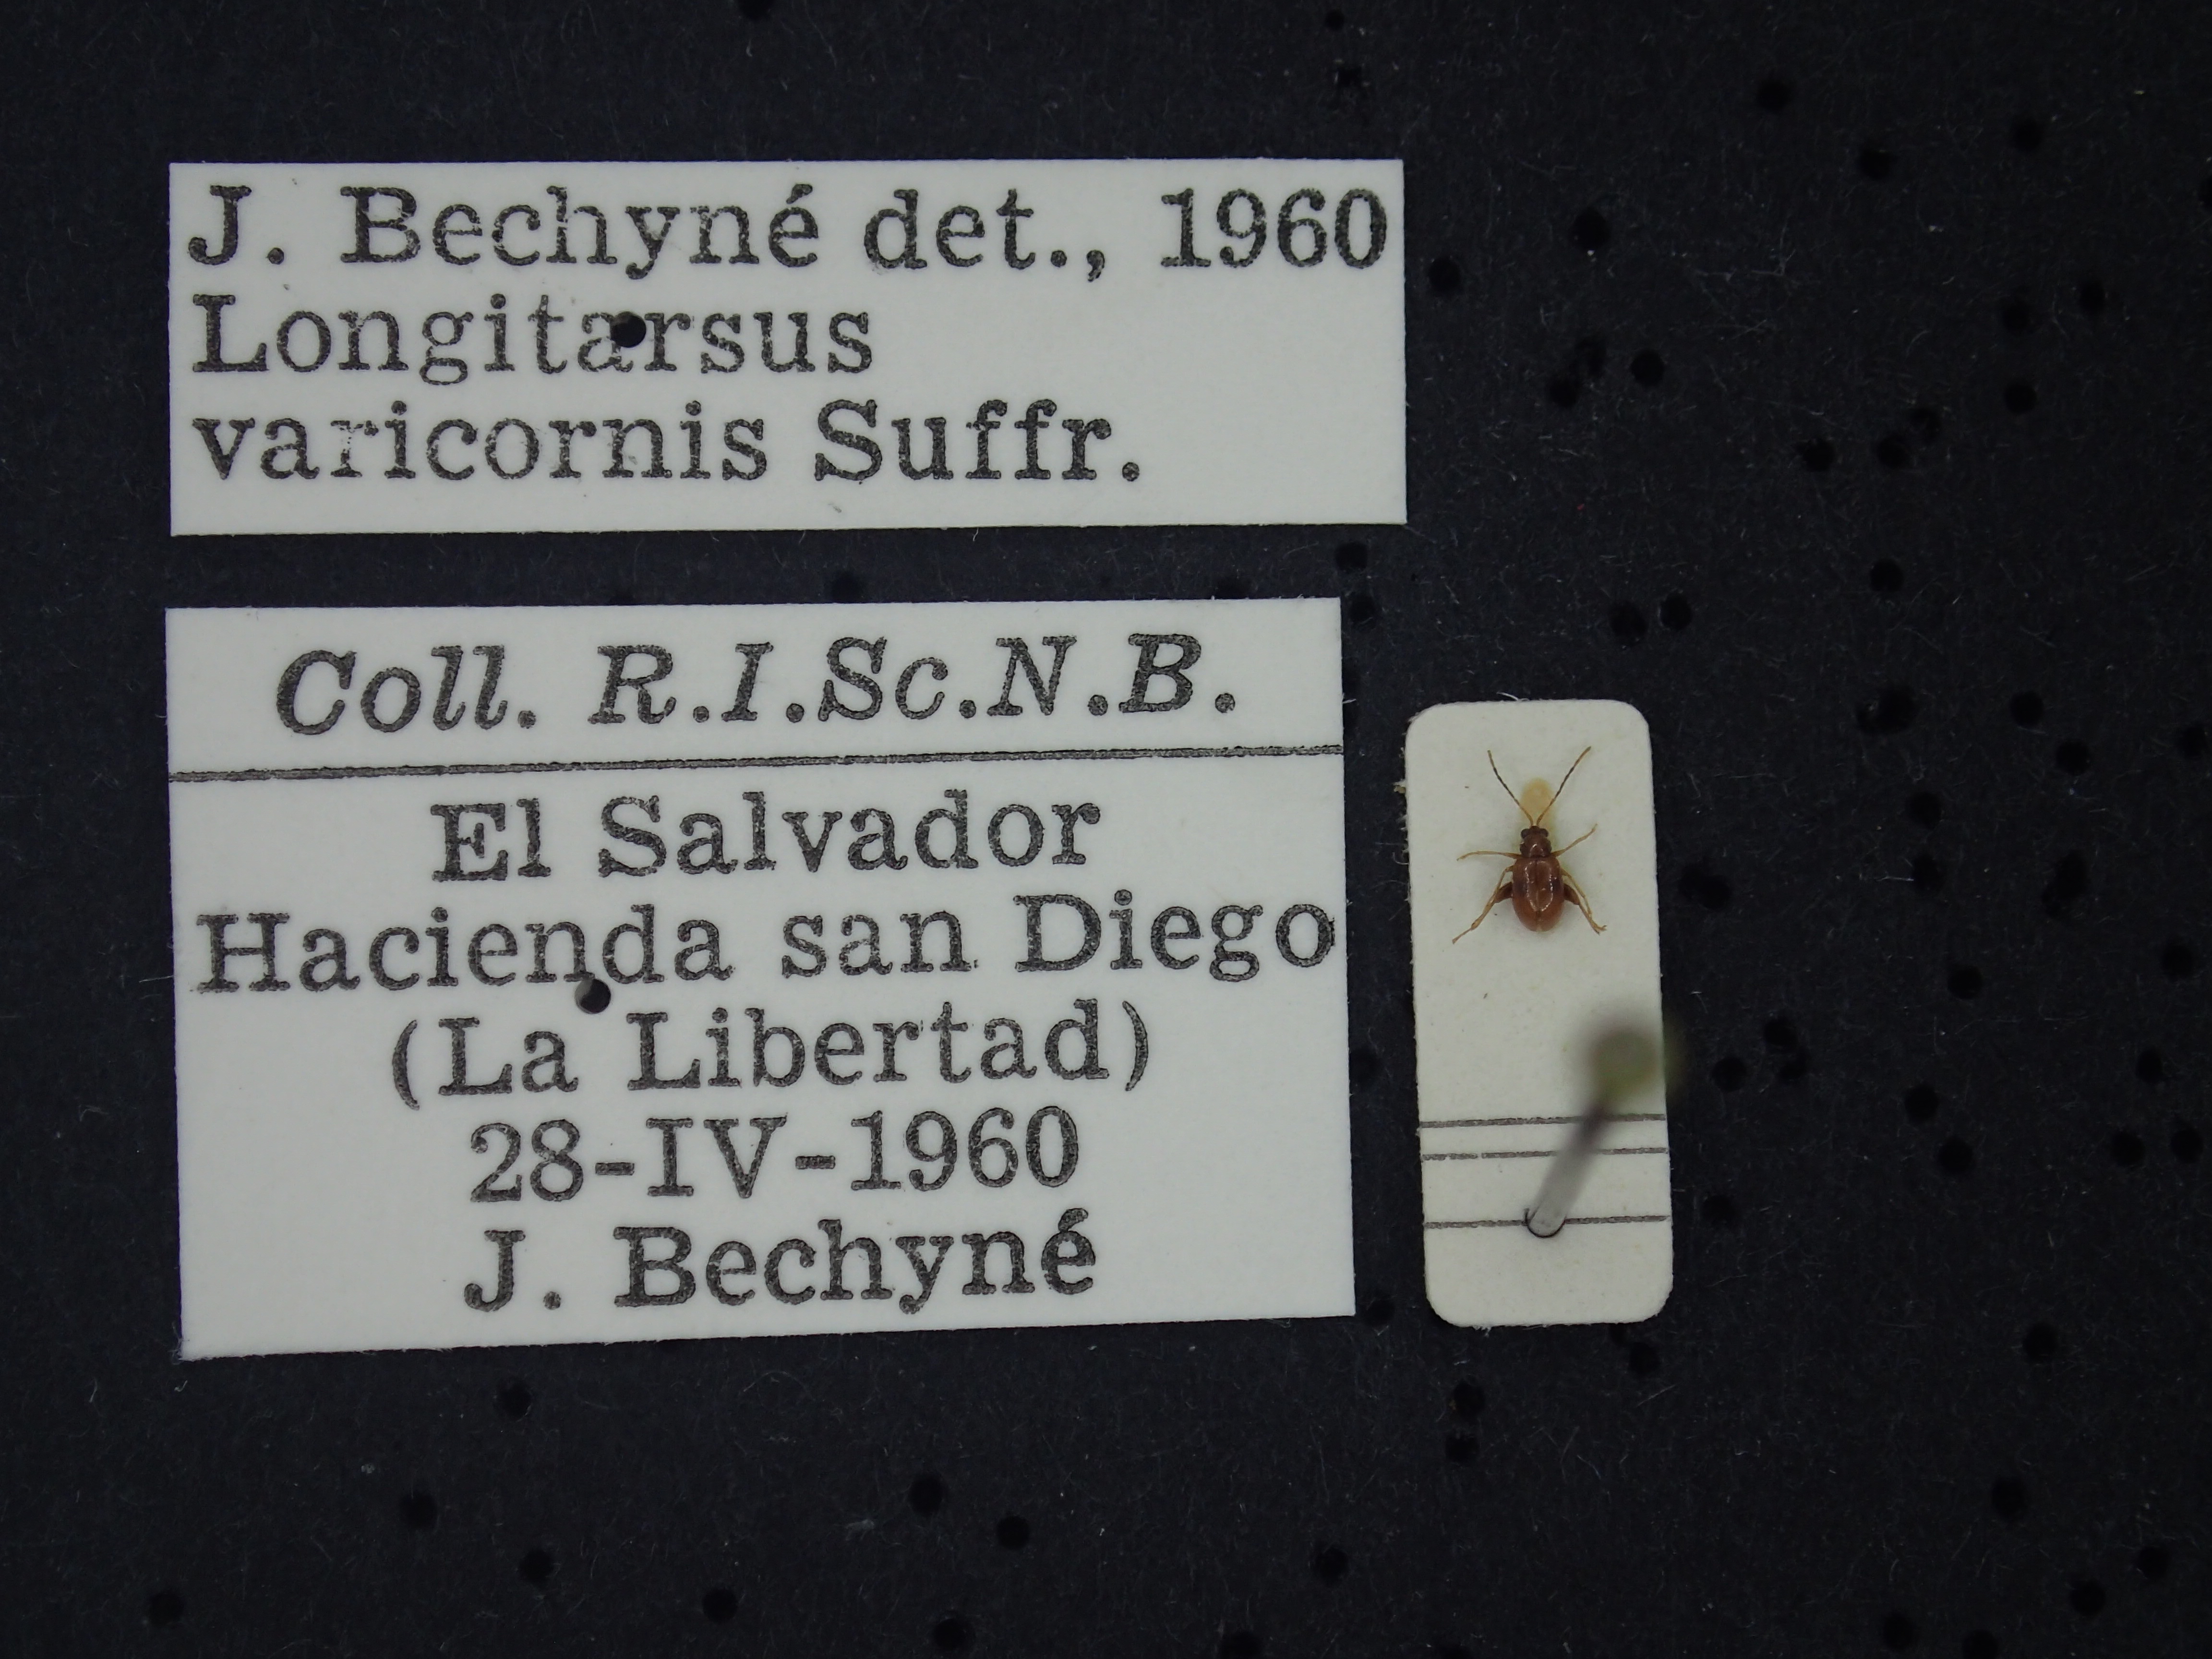 J. Bechyné det., 1960
Longitarsus
varicornis Suffr.
Coll. R.I.Sc.N.B.
El Salvador
Hacienda san Diego
(La Libertad)
28-IV-1960
J. Bechyné